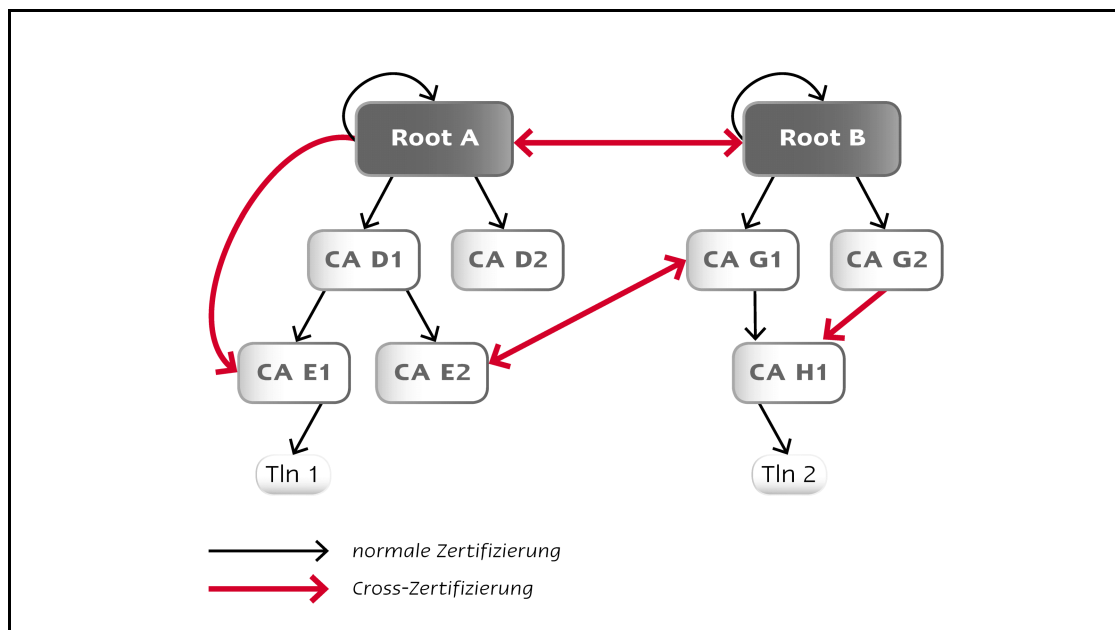 Root A
Root B
CA D1
CA D2
CA G1
CA G2
CA E1
CA E2
CA H1
Tln 1
Tln 2
normale Zertifizierung
Cross-Zertifizierung